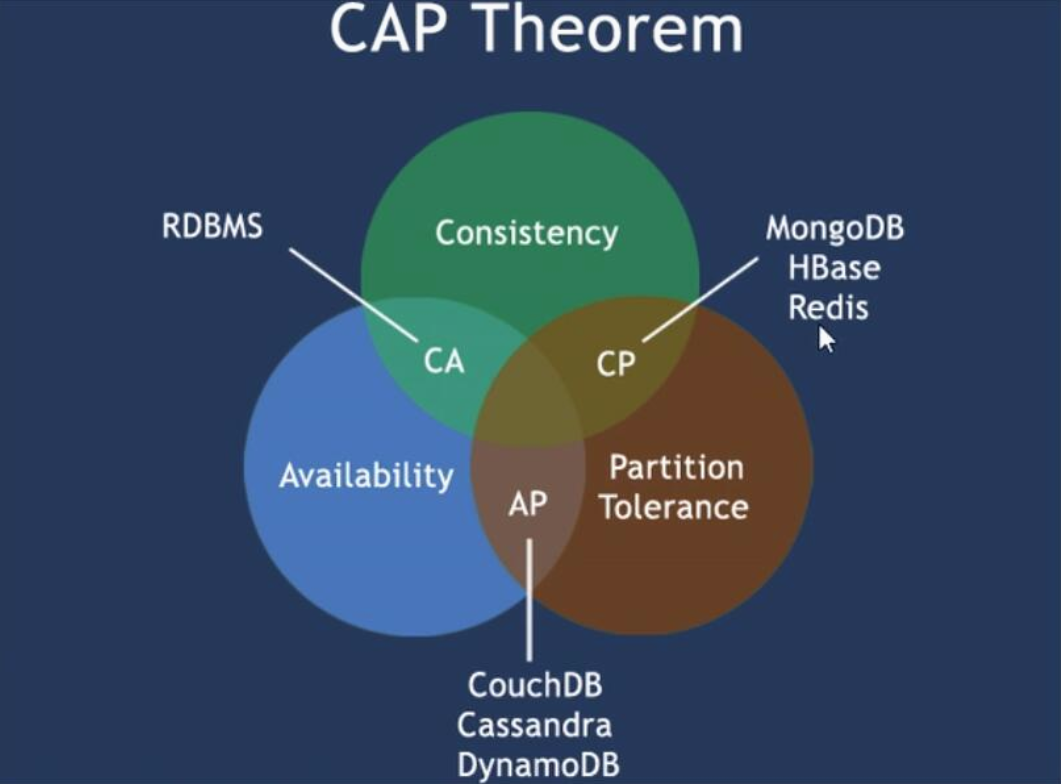 CAP Theorem
RDBMS
Consistency
MongoDB
HBase
Redis
CA
CP
Availability
Partition
Tolerance
AP
CouchDB
Cassandra
DynamoDB